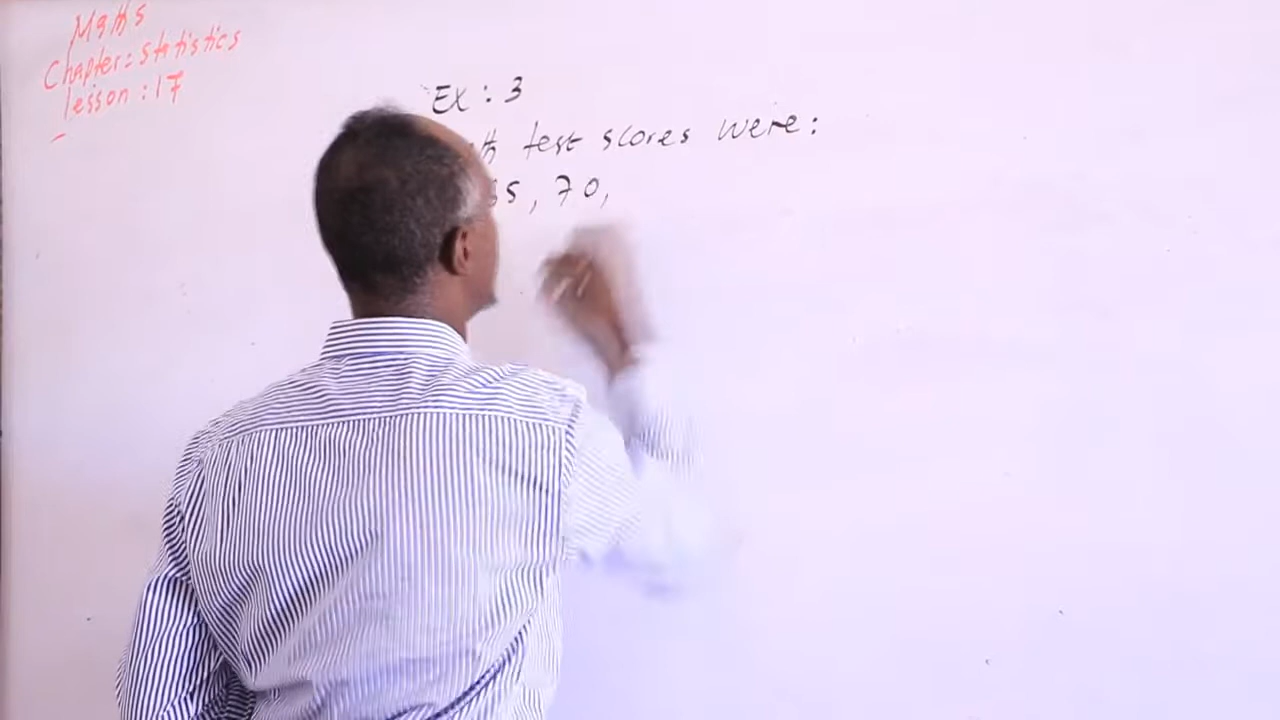 Maths
Chapter: Statistics
lesson: 17
Ex: 3
test scores were:
70,